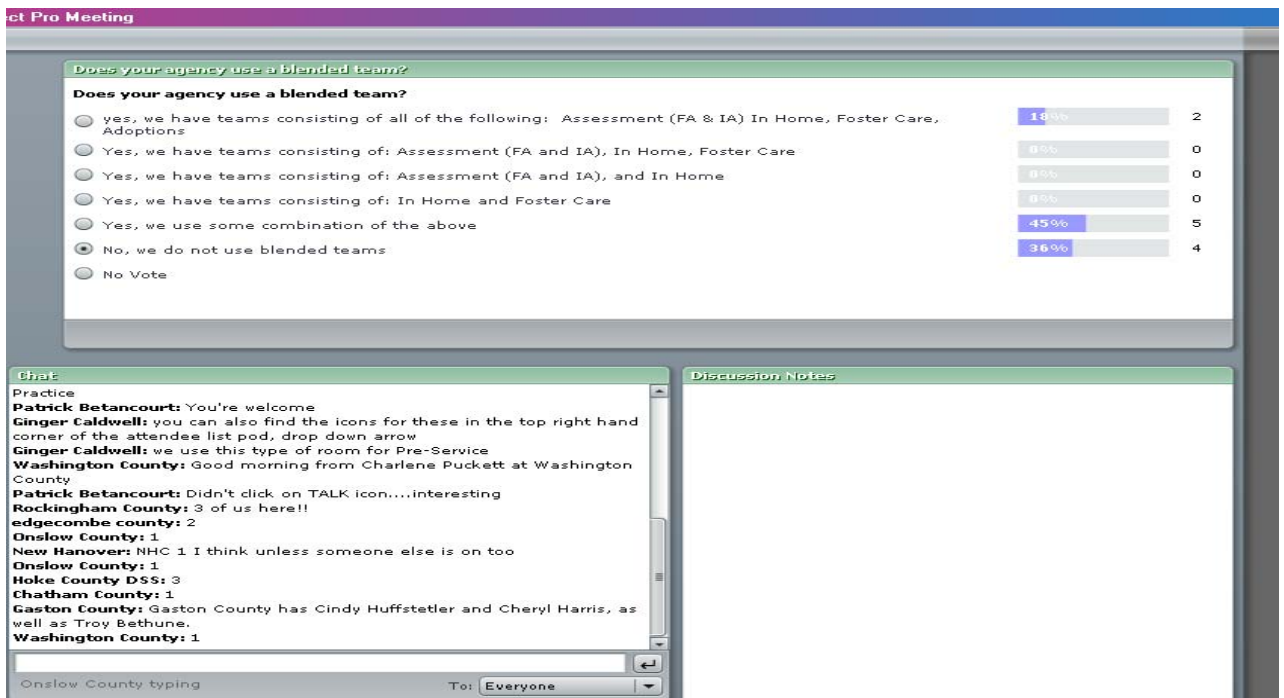 ct Pro Meeting
Does your agency use a blended team?
Does your agency use a blended team?
yes, we have teams consisting of all of the following: Assessment (FA & IA) In Home, Foster Care,
Adoptions
18% 2
Yes, we have teams consisting of: Assessment (FA and IA), In Home, Foster Care 0% 0
Yes, we have teams consisting of: Assessment (FA and IA), and In Home 0% 0
Yes, we have teams consisting of: In Home and Foster Care 0% 0
Yes, we use some combination of the above 45% 5
No, we do not use blended teams 36% 4
No Vote
Chat
Practice
Patrick Betancourt: You're welcome
Ginger Caldwell: you can also find the icons for these in the top right hand
corner of the attendee list pod, drop down arrow
Ginger Caldwell: we use this type of room for Pre-Service
Washington County: Good morning from Charlene Puckett at Washington
County
Patrick Betancourt: Didn't click on TALK icon....interesting
Rockingham County: 3 of us here!!
edgecombe county: 2
Onslow County: 1
New Hanover: NHC 1 I think unless someone else is on too
Onslow County: 1
Hoke County DSS: 3
Chatham County: 1
Gaston County: Gaston County has Cindy Huffstetler and Cheryl Harris, as
well as Troy Bethune.
Washington County: 1
Onslow County typing
To: Everyone
Discussion Notes